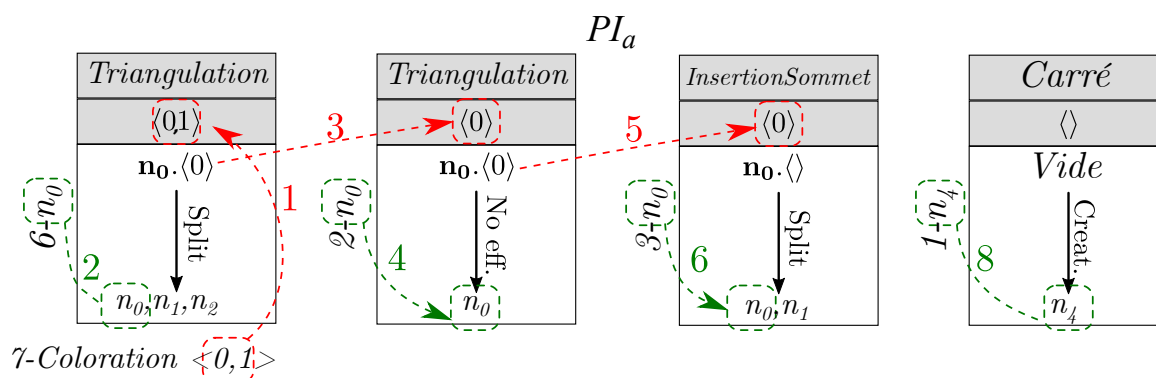 PI_a
Triangulation
⟨0,1⟩
n₀.⟨0⟩
Split
6-n₀
n₀,n₁,n₂
7-Coloration <0,1>
1
2
3
Triangulation
⟨0⟩
n₀.⟨0⟩
No eff.
2-n₀
n₀
4
5
InsertionSommet
⟨0⟩
n₀.⟨⟩
Split
3-n₀
n₀,n₁
6
Carré
⟨⟩
Vide
Creat.
1-n₄
n₄
8